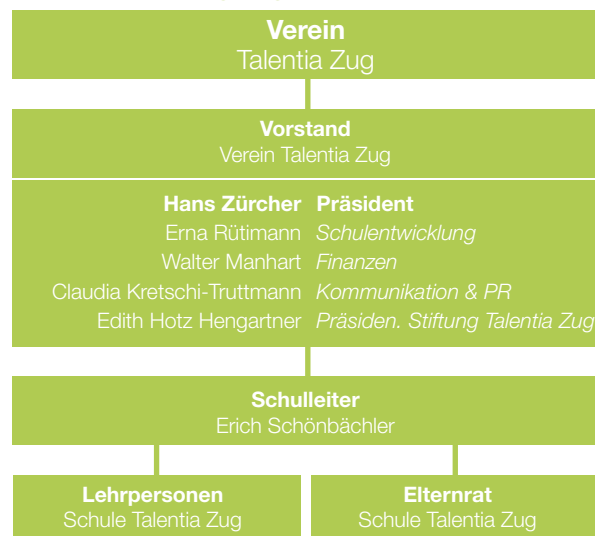 Verein
Talentia Zug
Vorstand
Verein Talentia Zug
Hans Zürcher Präsident
Erna Rütimann Schulentwicklung
Walter Manhart Finanzen
Claudia Kretschi-Truttmann Kommunikation & PR
Edith Hotz Hengartner Präsiden. Stiftung Talentia Zug
Schulleiter
Erich Schönbächler
Lehrpersonen
Schule Talentia Zug
Elternrat
Schule Talentia Zug